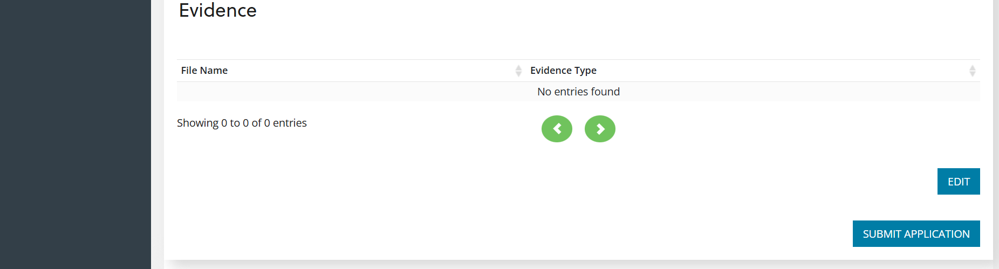 Evidence
File Name Evidence Type
No entries found
Showing 0 to 0 of 0 entries
EDIT
SUBMIT APPLICATION